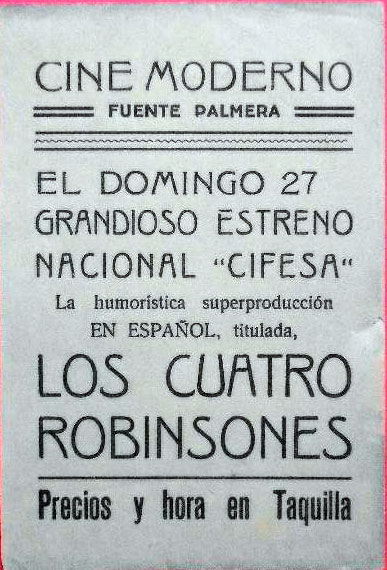 CINE MODERNO
FUENTE PALMERA
EL DOMINGO 27
GRANDIOSO ESTRENO
NACIONAL "CIFESA"
La humorística superproducción
EN ESPAÑOL, titulada,
LOS CUATRO
ROBINSONES
Precios y hora en Taquilla